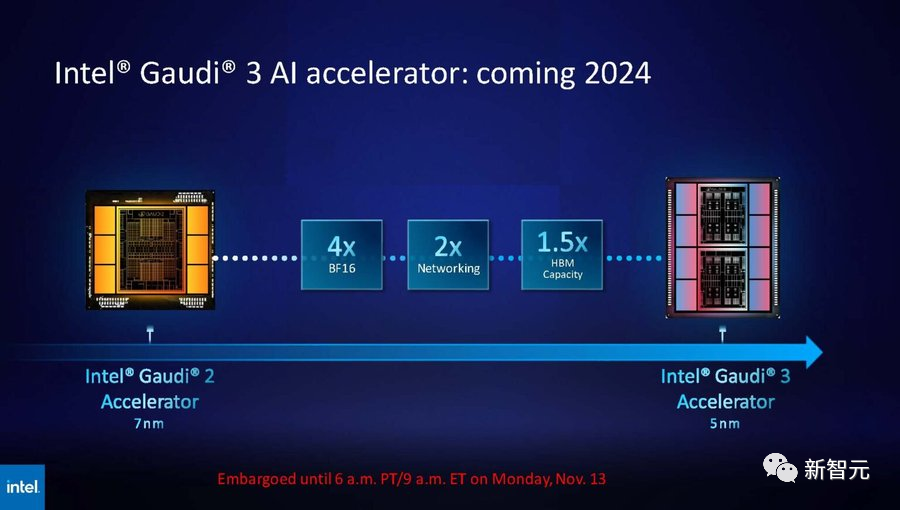 Intel® Gaudi® 3 AI accelerator: coming 2024
GAUDI-2
4x
BF16
2x
Networking
1.5x
HBM
Capacity
Intel® Gaudi® 2
Accelerator
7nm
Intel® Gaudi® 3
Accelerator
5nm
Embargoed until 6 a.m. PT/9 a.m. ET on Monday, Nov. 13
intel.
新智元